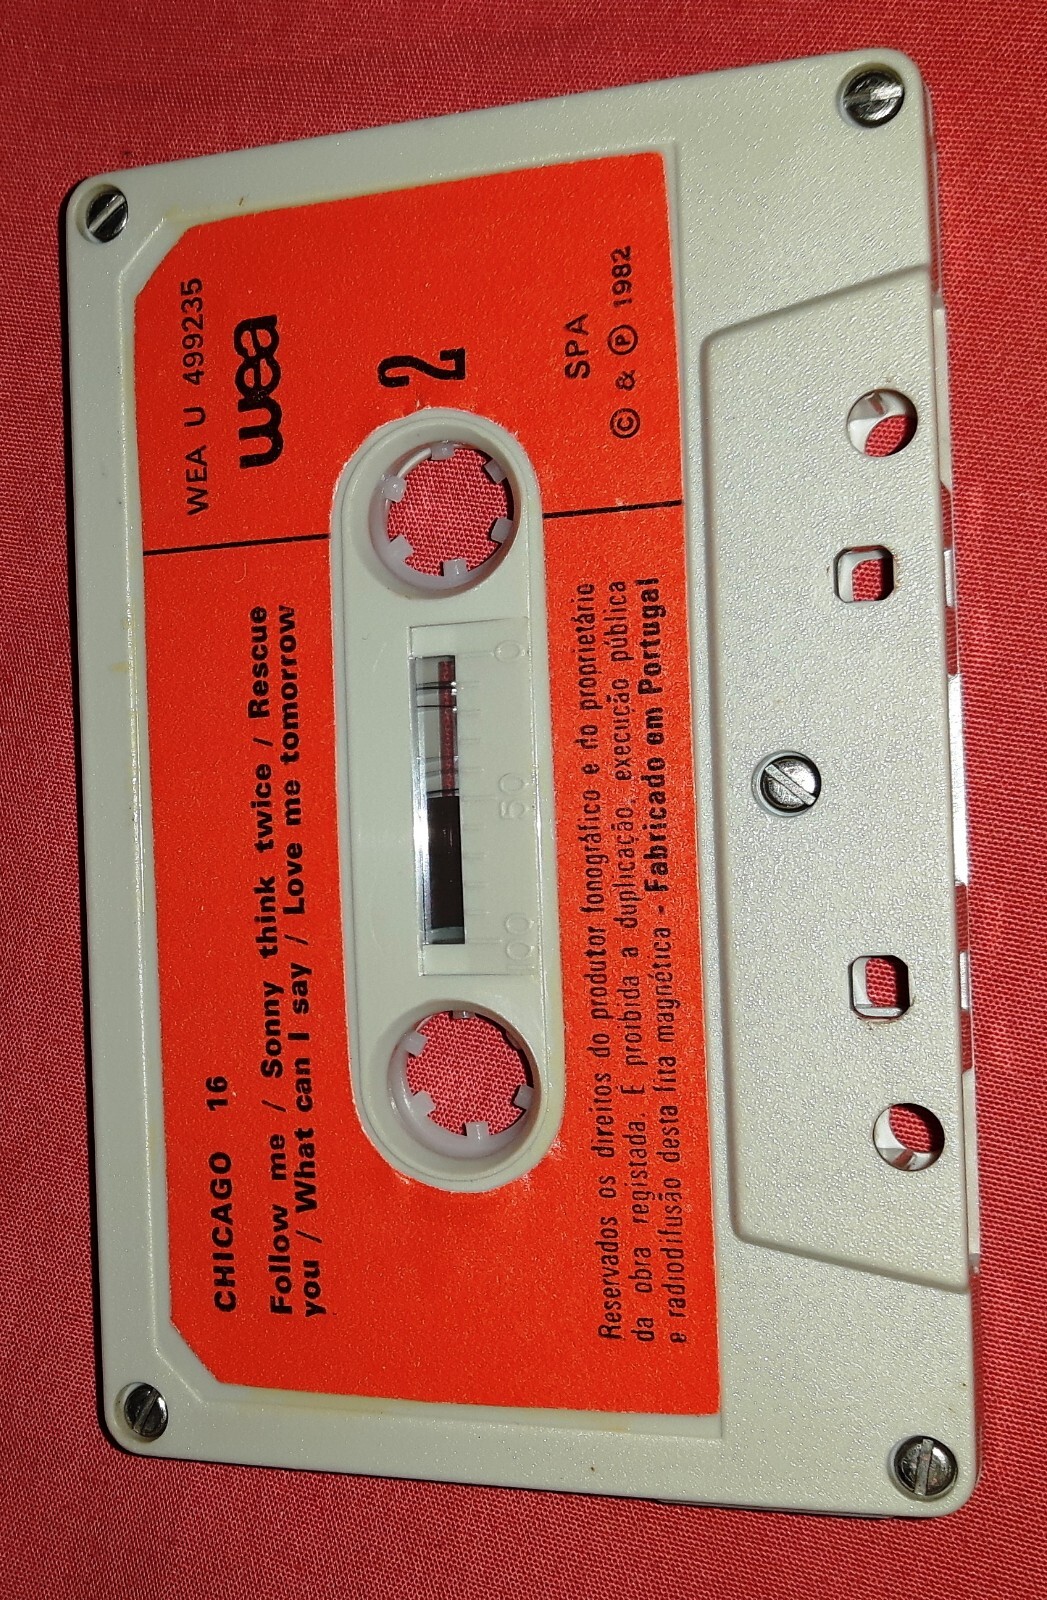 CHICAGO 16
WEA U 499235
Follow me / Sonny think twice / Rescue
you / What can I say / Love me tomorrow
wea
2
100 50 0
SPA
© & ℗ 1982
Reservados os direitos do produtor fonográfico e do proprietário
da obra registada. É proibida a duplicação, execução pública
e radiodifusão desta fita magnética - Fabricado em Portugal